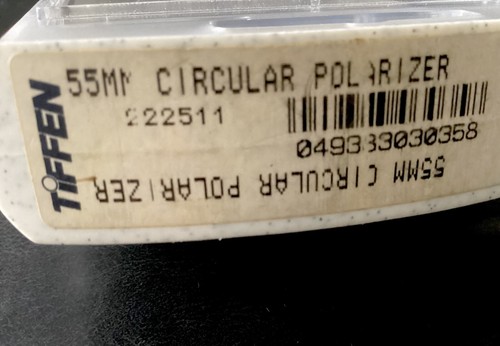 TIFFEN
55MM CIRCULAR POLARIZER
222511
049383030358
55MM CIRCULAR POLARIZER